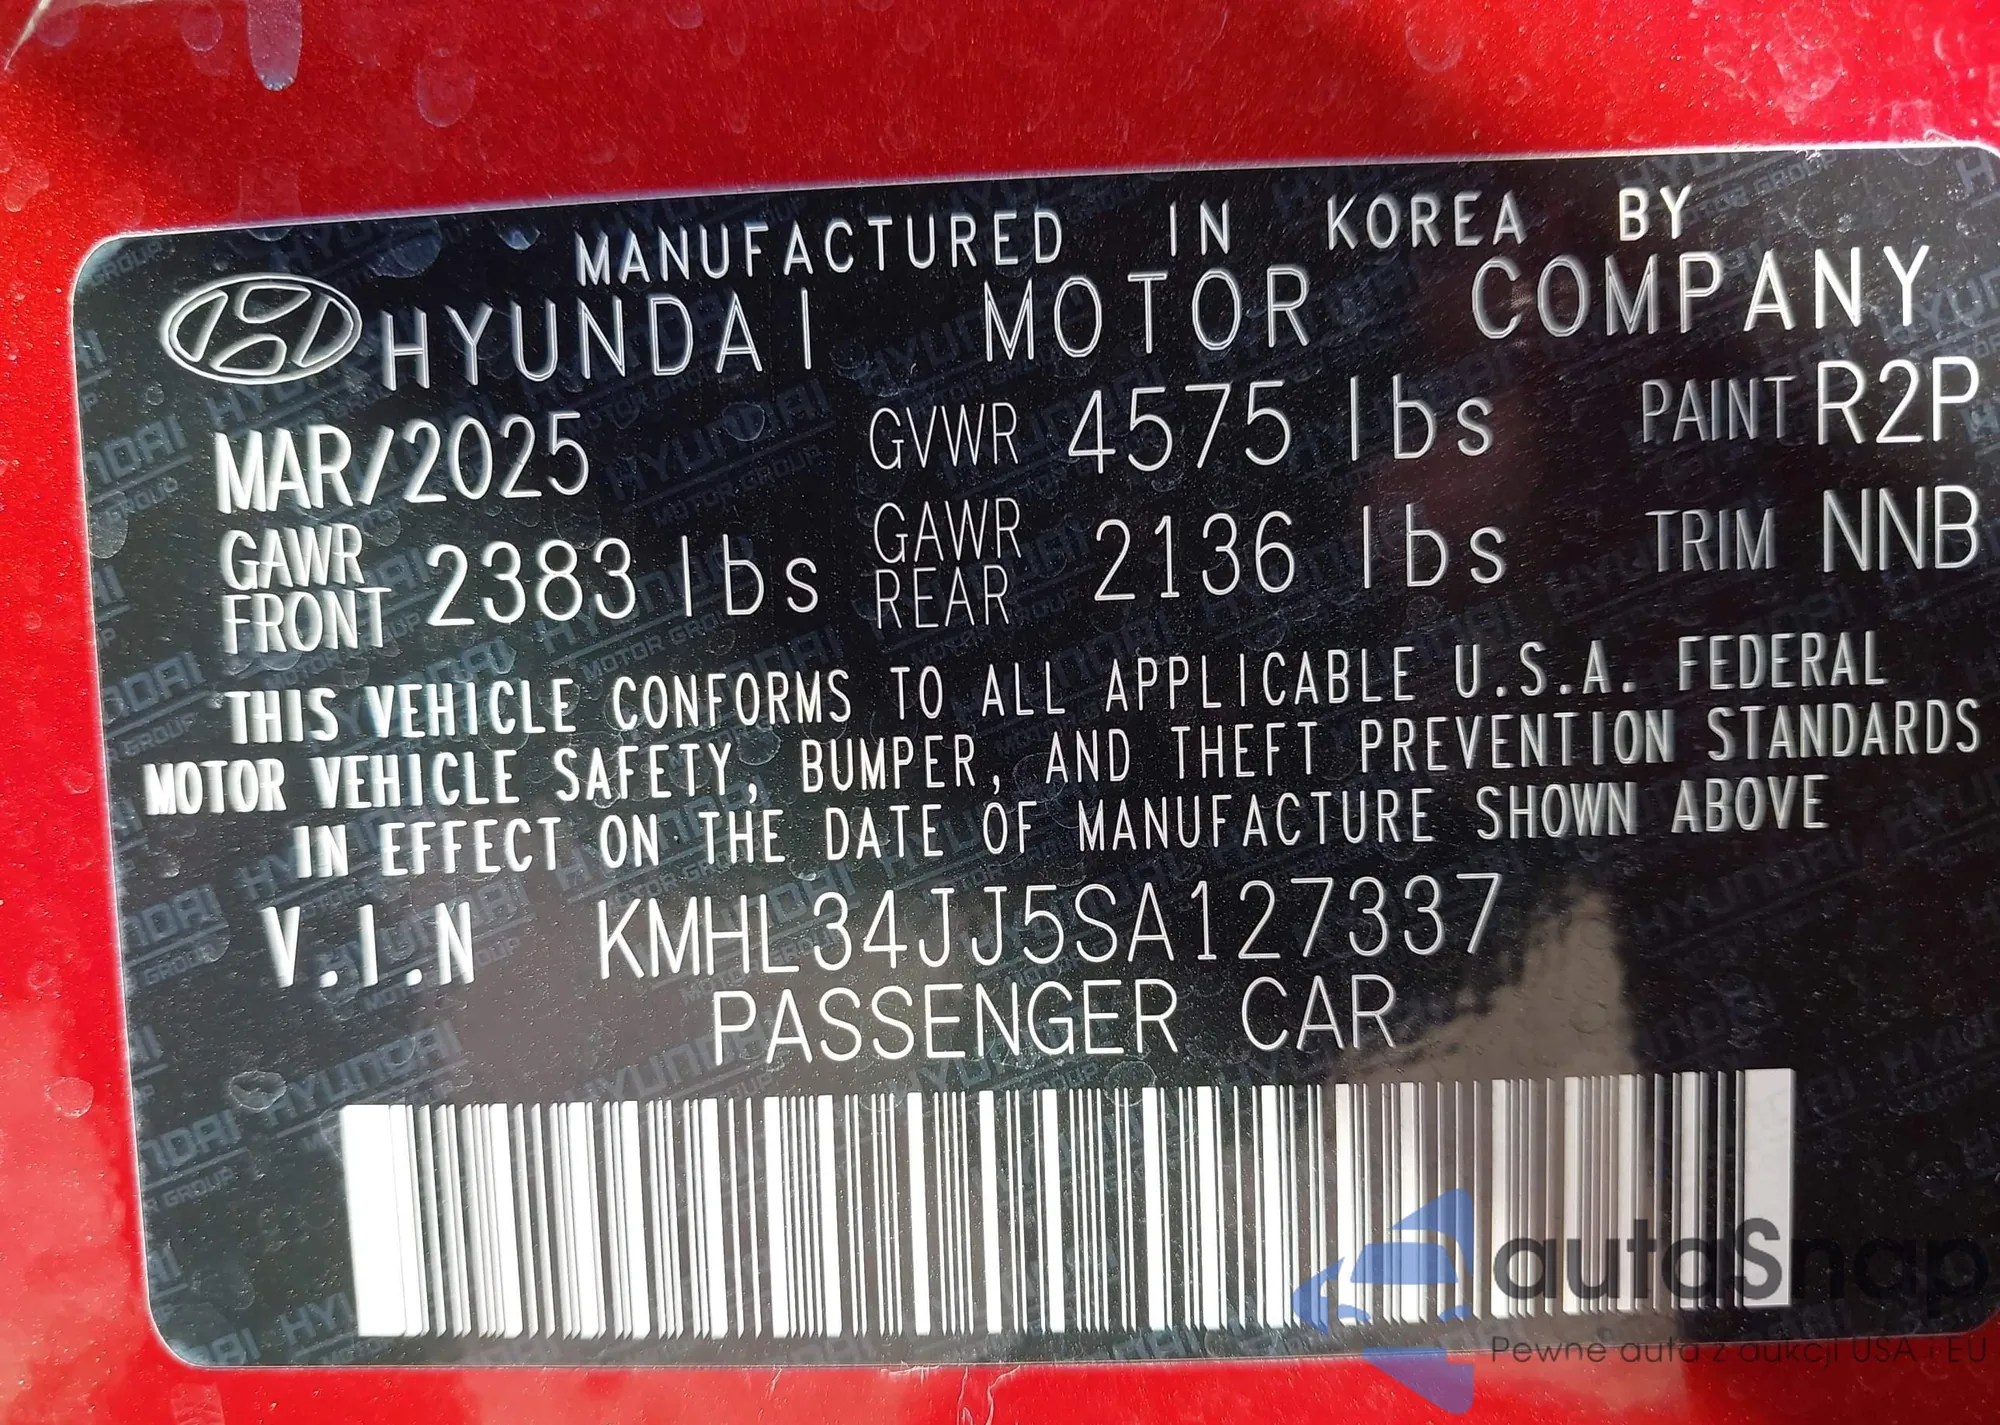 MANUFACTURED IN KOREA BY
HYUNDAI MOTOR COMPANY
MAR/2025 GVWR 4575 lbs PAINT R2P
GAWR FRONT 2383 lbs GAWR REAR 2136 lbs TRIM NNB
THIS VEHICLE CONFORMS TO ALL APPLICABLE U.S.A. FEDERAL
MOTOR VEHICLE SAFETY, BUMPER, AND THEFT PREVENTION STANDARDS
IN EFFECT ON THE DATE OF MANUFACTURE SHOWN ABOVE
V.I.N KMHL34JJ5SA127337
PASSENGER CAR
autaSnap
Pewne auta z aukcji USA i EU